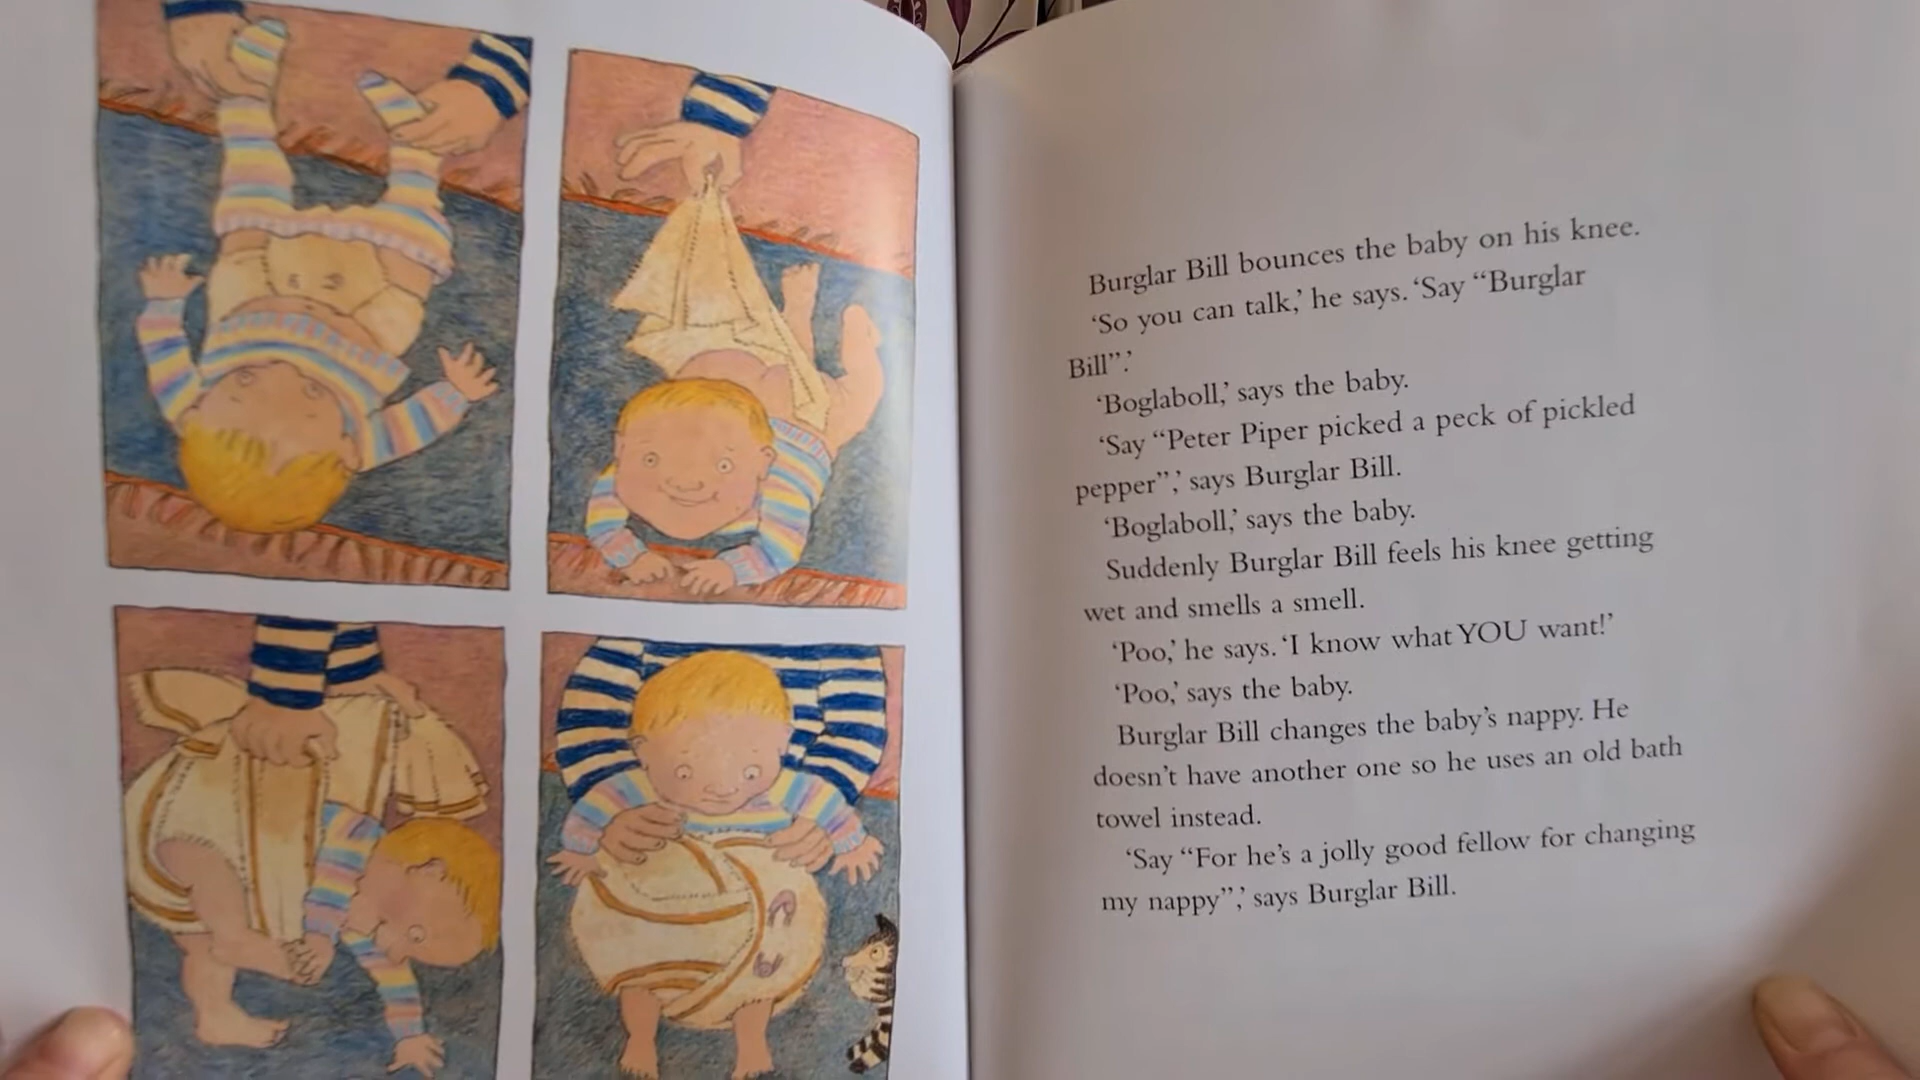 Burglar Bill bounces the baby on his knee.
‘So you can talk,’ he says. ‘Say “Burglar
Bill”.’
‘Boglaboll,’ says the baby.
‘Say “Peter Piper picked a peck of pickled
pepper”,’ says Burglar Bill.
‘Boglaboll,’ says the baby.
Suddenly Burglar Bill feels his knee getting
wet and smells a smell.
‘Poo,’ he says. ‘I know what YOU want!’
‘Poo,’ says the baby.
Burglar Bill changes the baby’s nappy. He
doesn’t have another one so he uses an old bath
towel instead.
‘Say “For he’s a jolly good fellow for changing
my nappy”,’ says Burglar Bill.